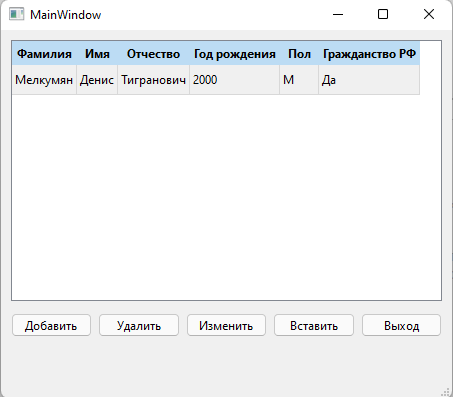 MainWindow
Фамилия Имя Отчество Год рождения Пол Гражданство РФ
Мелкумян Денис Тигранович 2000 М Да
Добавить Удалить Изменить Вставить Выход